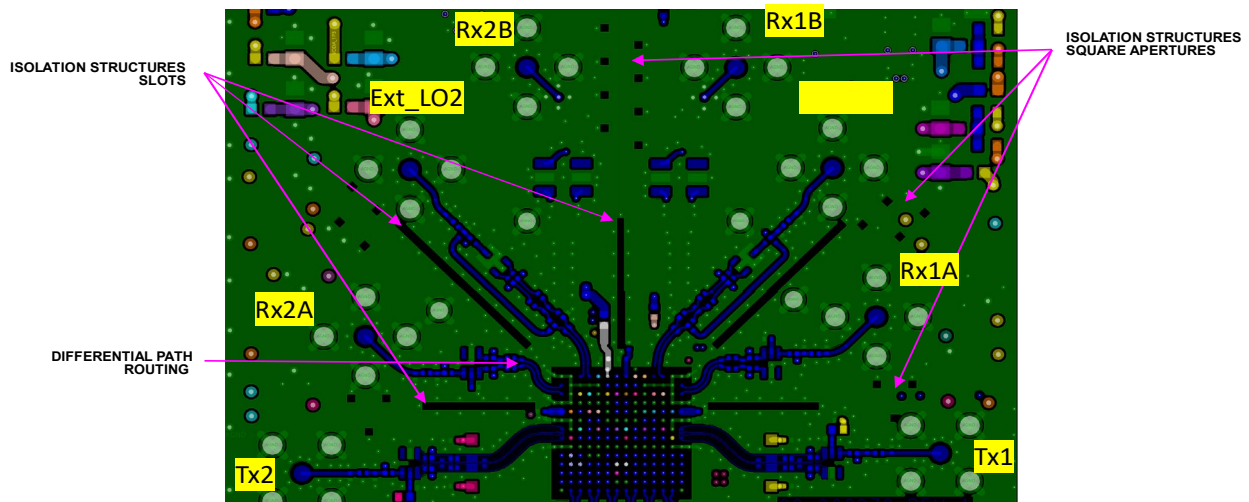 Rx2B
Rx1B
ISOLATION STRUCTURES
SLOTS
ISOLATION STRUCTURES
SQUARE APERTURES
Ext_LO2
Rx1A
Rx2A
DIFFERENTIAL PATH
ROUTING
Tx2
Tx1